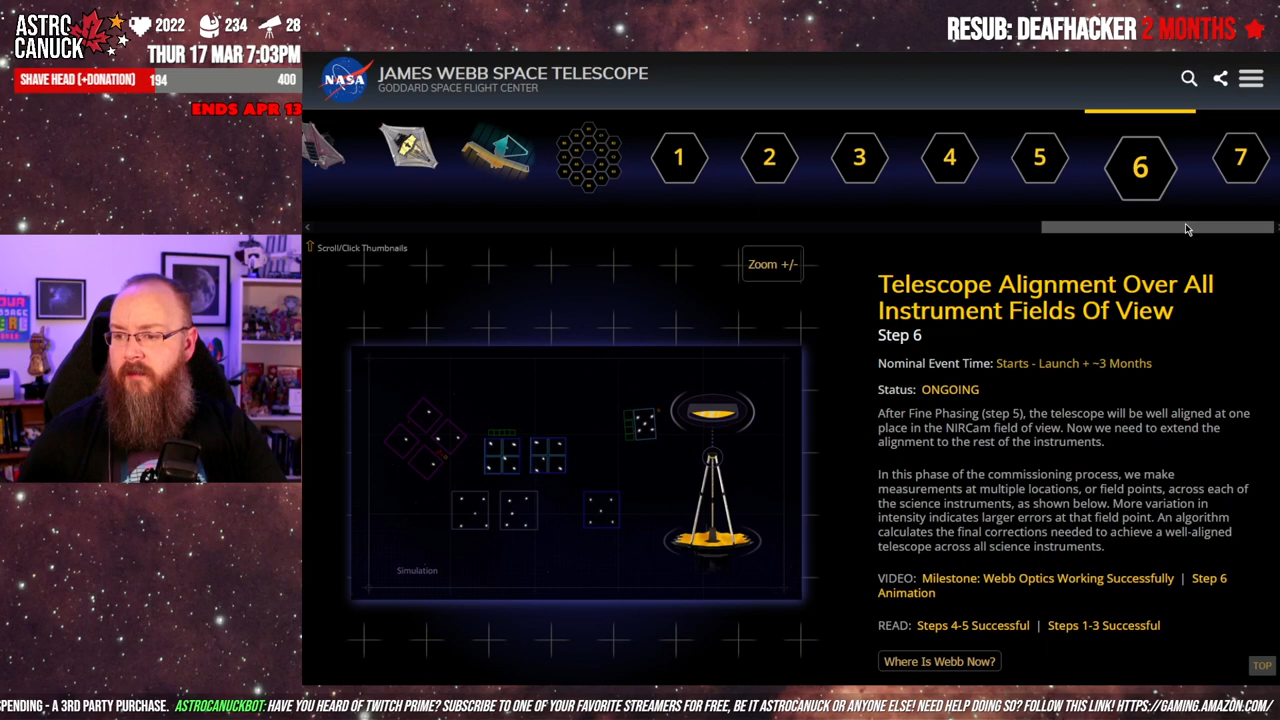 ASTRO
CANUCK
2022
234
28
THUR 17 MAR 7:03PM
SHAVE HEAD (+DONATION)
194
400
ENDS APR 13
RESUB: DEAFHACKER 2 MONTHS
NASA
JAMES WEBB SPACE TELESCOPE
GODDARD SPACE FLIGHT CENTER
1
2
3
4
5
6
7
Scroll/Click Thumbnails
Zoom +/-
Simulation
Telescope Alignment Over All
Instrument Fields Of View
Step 6
Nominal Event Time: Starts - Launch + ~3 Months
Status: ONGOING
After Fine Phasing (step 5), the telescope will be well aligned at one
place in the NIRCam field of view. Now we need to extend the
alignment to the rest of the instruments.
In this phase of the commissioning process, we make
measurements at multiple locations, or field points, across each of
the science instruments, as shown below. More variation in
intensity indicates larger errors at that field point. An algorithm
calculates the final corrections needed to achieve a well-aligned
telescope across all science instruments.
VIDEO: Milestone: Webb Optics Working Successfully | Step 6
Animation
READ: Steps 4-5 Successful | Steps 1-3 Successful
Where Is Webb Now?
TOP
SPENDING - A 3RD PARTY PURCHASE. ASTROCANUCKBOT: HAVE YOU HEARD OF TWITCH PRIME? SUBSCRIBE TO ONE OF YOUR FAVORITE STREAMERS FOR FREE, BE IT ASTROCANUCK OR ANYONE ELSE! NEED HELP DOING SO? FOLLOW THIS LINK! HTTPS://GAMING.AMAZON.COM/